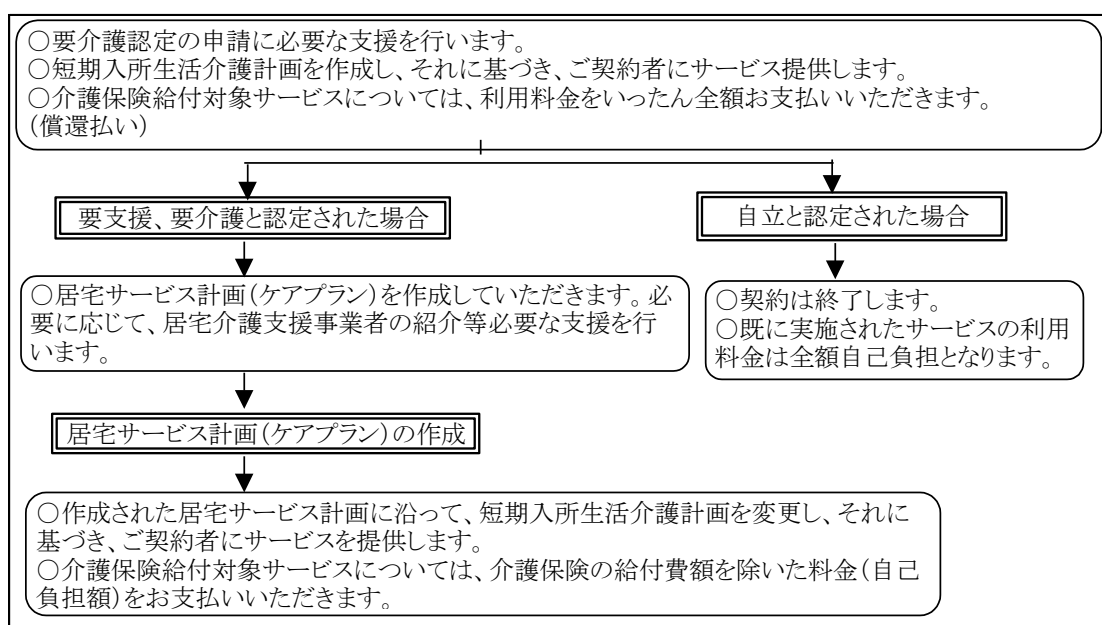 ○要介護認定の申請に必要な支援を行います。
○短期入所生活介護計画を作成し、それに基づき、ご契約者にサービス提供します。
○介護保険給付対象サービスについては、利用料金をいったん全額お支払いいただきます。
(償還払い)
要支援、要介護と認定された場合
自立と認定された場合
○居宅サービス計画(ケアプラン)を作成していただきます。必
要に応じて、居宅介護支援事業者の紹介等必要な支援を行
います。
○契約は終了します。
○既に実施されたサービスの利用
料金は全額自己負担となります。
居宅サービス計画(ケアプラン)の作成
○作成された居宅サービス計画に沿って、短期入所生活介護計画を変更し、それに
基づき、ご契約者にサービスを提供します。
○介護保険給付対象サービスについては、介護保険の給付費額を除いた料金(自己
負担額)をお支払いいただきます。